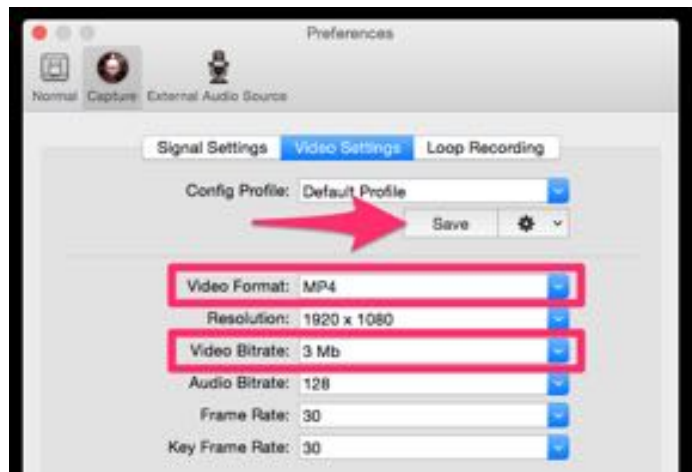 Preferences
Normal Capture External Audio Source
Signal Settings Video Settings Loop Recording
Config Profile: Default Profile
Save
Video Format: MP4
Resolution: 1920 x 1080
Video Bitrate: 3 Mb
Audio Bitrate: 128
Frame Rate: 30
Key Frame Rate: 30